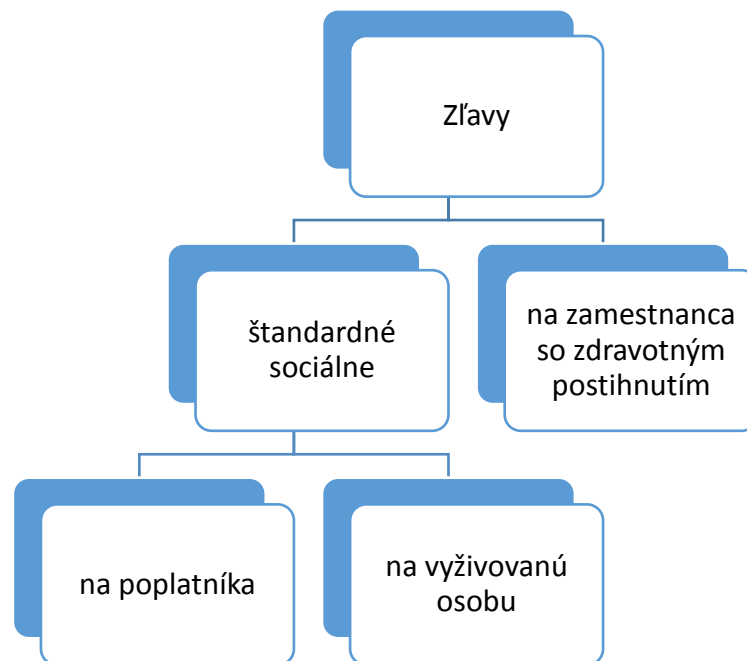 Zľavy
štandardné
sociálne
na zamestnanca
so zdravotným
postihnutím
na poplatníka
na vyživovanú
osobu